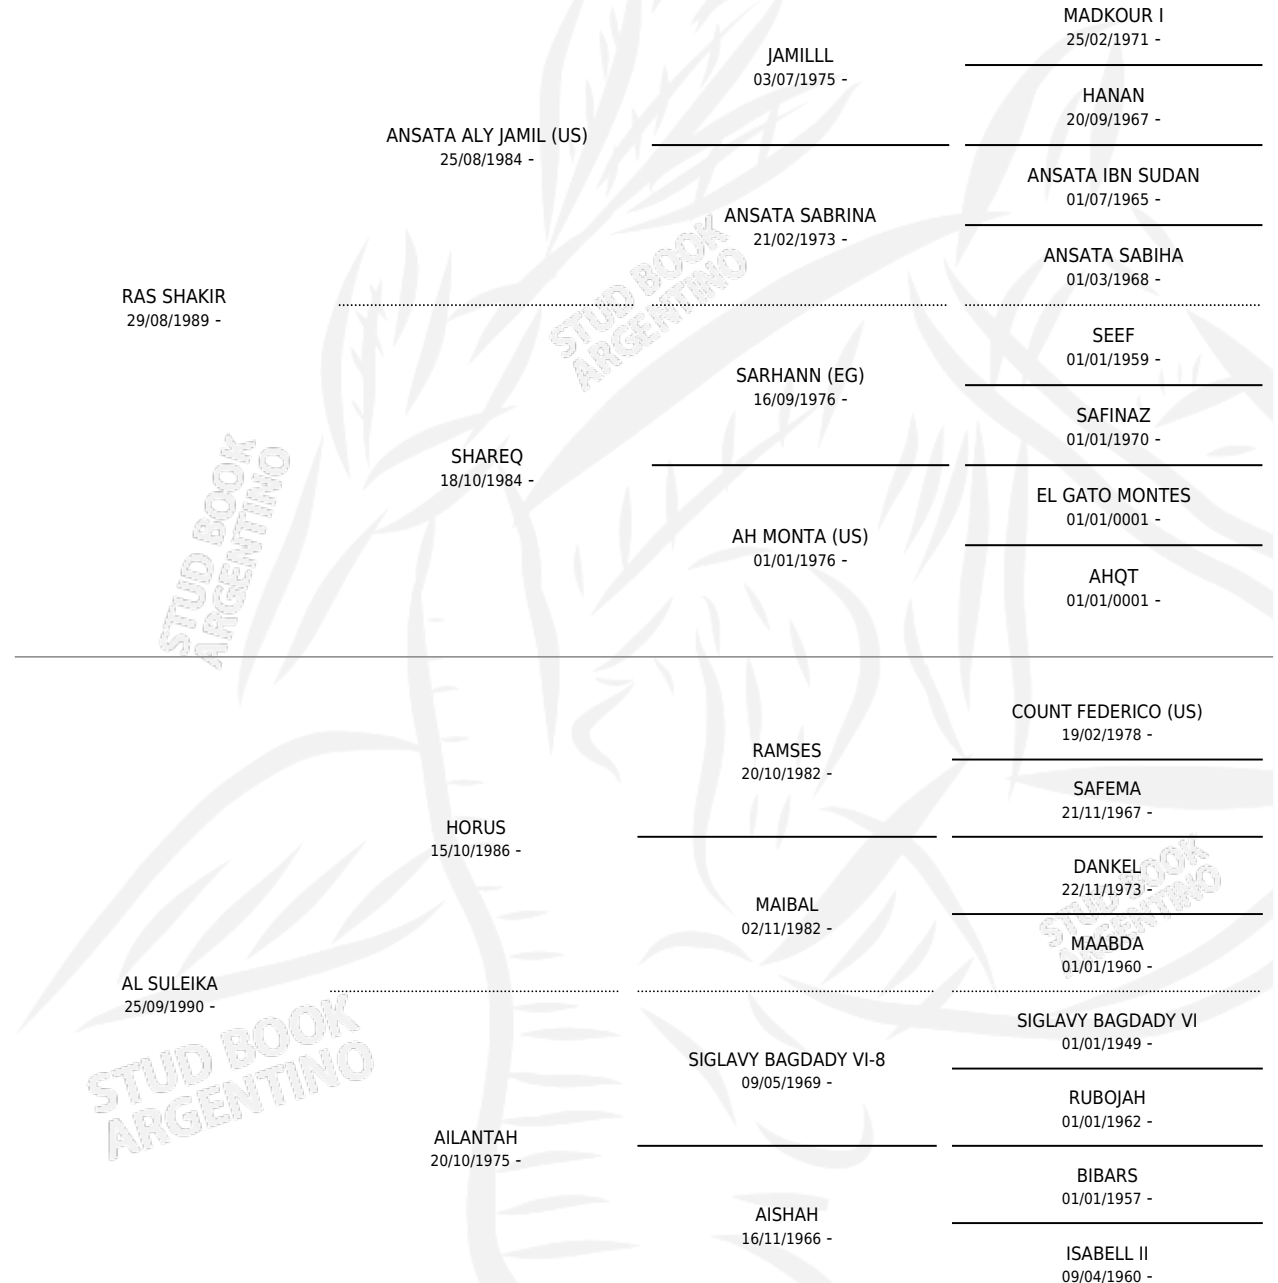 MADKOUR I
25/02/1971 -
JAMILLL
03/07/1975 -
HANAN
20/09/1967 -
ANSATA ALY JAMIL (US)
25/08/1984 -
ANSATA IBN SUDAN
01/07/1965 -
ANSATA SABRINA
21/02/1973 -
ANSATA SABIHA
01/03/1968 -
RAS SHAKIR
29/08/1989 -
SEEF
01/01/1959 -
SARHANN (EG)
16/09/1976 -
SAFINAZ
01/01/1970 -
SHAREQ
18/10/1984 -
EL GATO MONTES
01/01/0001 -
AH MONTA (US)
01/01/1976 -
AHQT
01/01/0001 -
COUNT FEDERICO (US)
19/02/1978 -
RAMSES
20/10/1982 -
SAFEMA
21/11/1967 -
HORUS
15/10/1986 -
DANKEL
22/11/1973 -
MAIBAL
02/11/1982 -
MAABDA
01/01/1960 -
AL SULEIKA
25/09/1990 -
SIGLAVY BAGDADY VI
01/01/1949 -
SIGLAVY BAGDADY VI-8
09/05/1969 -
RUBOJAH
01/01/1962 -
AILANTAH
20/10/1975 -
BIBARS
01/01/1957 -
AISHAH
16/11/1966 -
ISABELL II
09/04/1960 -
STUD BOOK
ARGENTINO
STUD BOOK
ARGENTINO
STUD BOOK
ARGENTINO
STUD BOOK
ARGENTINO